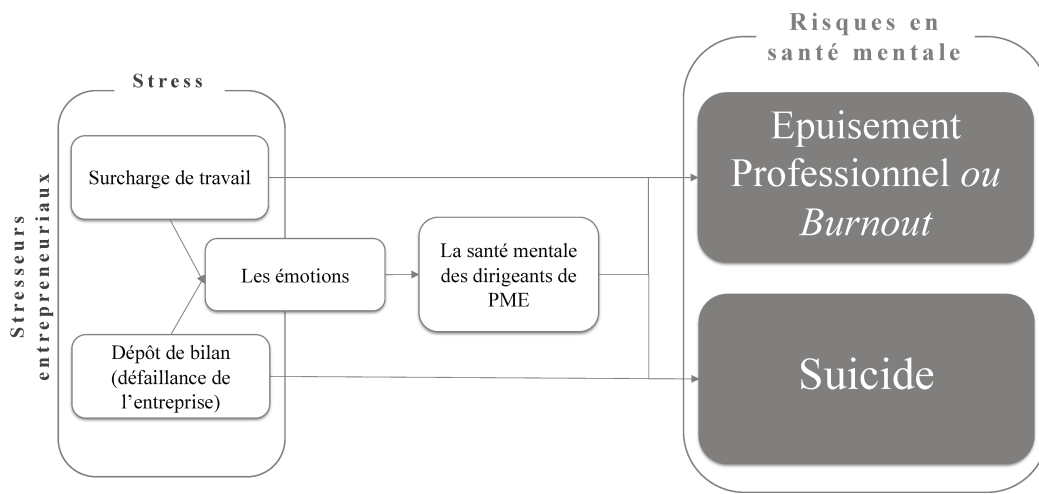 Risques en
santé mentale
Stress
Stresseurs
entrepreneuriaux
Surcharge de travail
Les émotions
Dépôt de bilan
(défaillance de
l’entreprise)
La santé mentale
des dirigeants de
PME
Epuisement
Professionnel ou
Burnout
Suicide